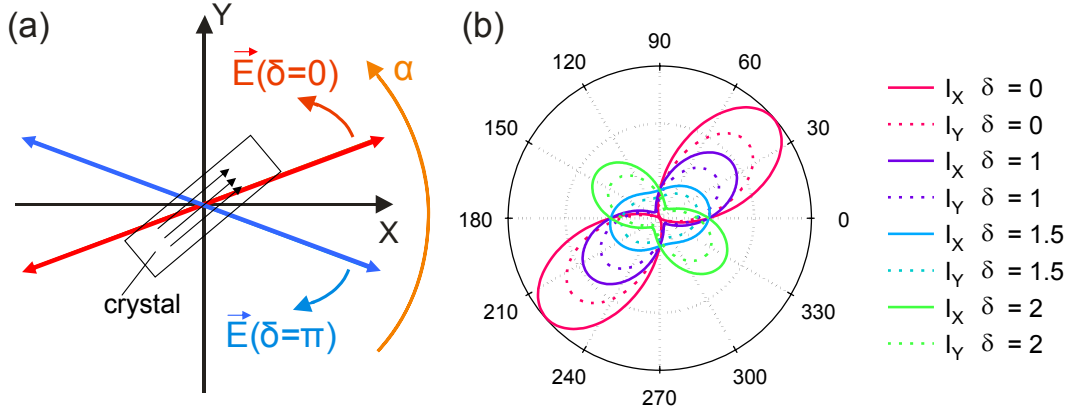 (a)
Y
E(δ=0)
α
X
crystal
E(δ=π)
(b)
90
120
60
150
30
180
0
210
330
240
300
270
I_X δ = 0
I_Y δ = 0
I_X δ = 1
I_Y δ = 1
I_X δ = 1.5
I_Y δ = 1.5
I_X δ = 2
I_Y δ = 2